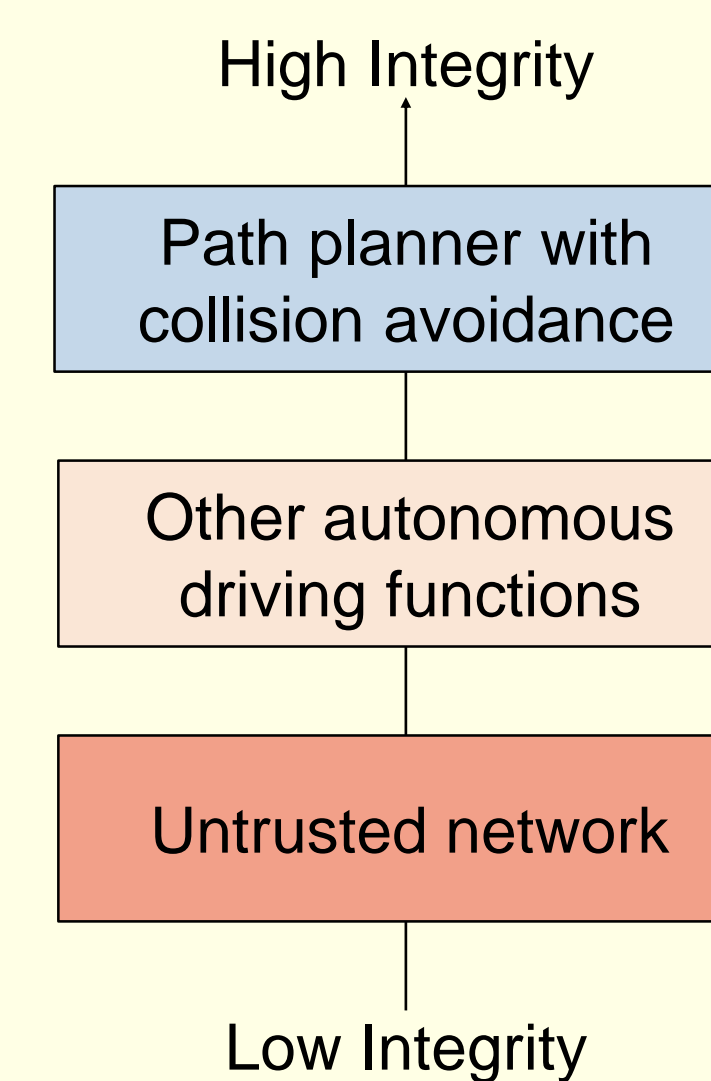 High Integrity
Path planner with
collision avoidance
Other autonomous
driving functions
Untrusted network
Low Integrity